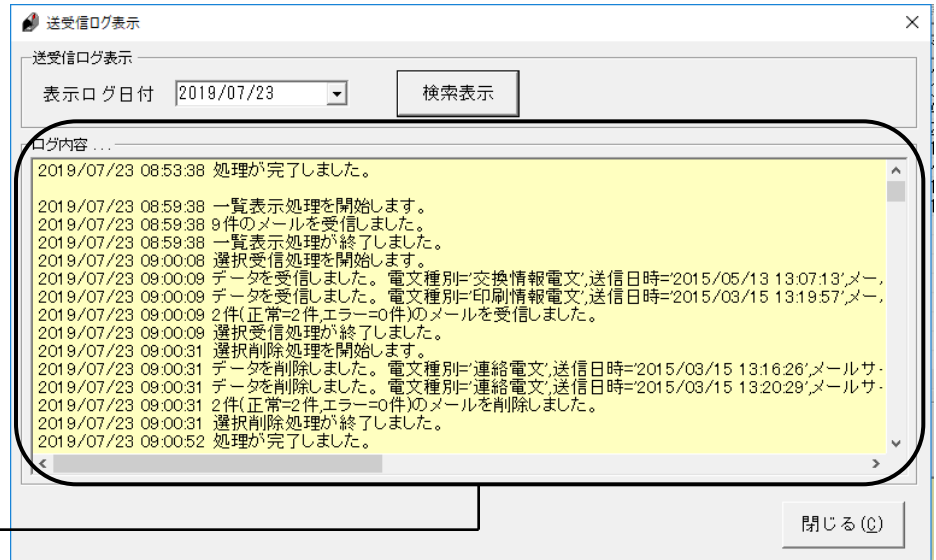 送受信ログ表示
送受信ログ表示
表示ログ日付 2019/07/23 検索表示
ログ内容 ...
2019/07/23 08:53:38 処理が完了しました。
2019/07/23 08:59:38 一覧表示処理を開始します。
2019/07/23 08:59:38 9件のメールを受信しました。
2019/07/23 08:59:38 一覧表示処理が終了しました。
2019/07/23 09:00:08 選択受信処理を開始します。
2019/07/23 09:00:09 データを受信しました。 電文種別='交換情報電文',送信日時='2015/05/13 13:07:13',メー
2019/07/23 09:00:09 データを受信しました。 電文種別='印刷情報電文',送信日時='2015/03/15 13:19:57',メー
2019/07/23 09:00:09 2件(正常=2件,エラー=0件)のメールを受信しました。
2019/07/23 09:00:09 選択受信処理が終了しました。
2019/07/23 09:00:31 選択削除処理を開始します。
2019/07/23 09:00:31 データを削除しました。 電文種別='連絡電文',送信日時='2015/03/15 13:16:26',メールサ
2019/07/23 09:00:31 データを削除しました。 電文種別='連絡電文',送信日時='2015/03/15 13:20:29',メールサ
2019/07/23 09:00:31 2件(正常=2件,エラー=0件)のメールを削除しました。
2019/07/23 09:00:31 選択削除処理が終了しました。
2019/07/23 09:00:52 処理が完了しました。
閉じる(C)